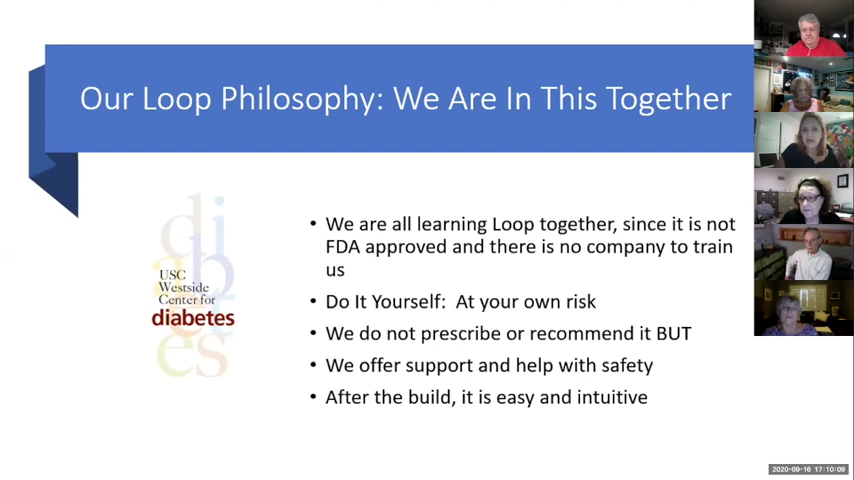 Our Loop Philosophy: We Are In This Together
USC
Westside
Center for
diabetes
• We are all learning Loop together, since it is not
FDA approved and there is no company to train
us
• Do It Yourself:  At your own risk
• We do not prescribe or recommend it BUT
• We offer support and help with safety
• After the build, it is easy and intuitive
2020-09-16 17:10:09